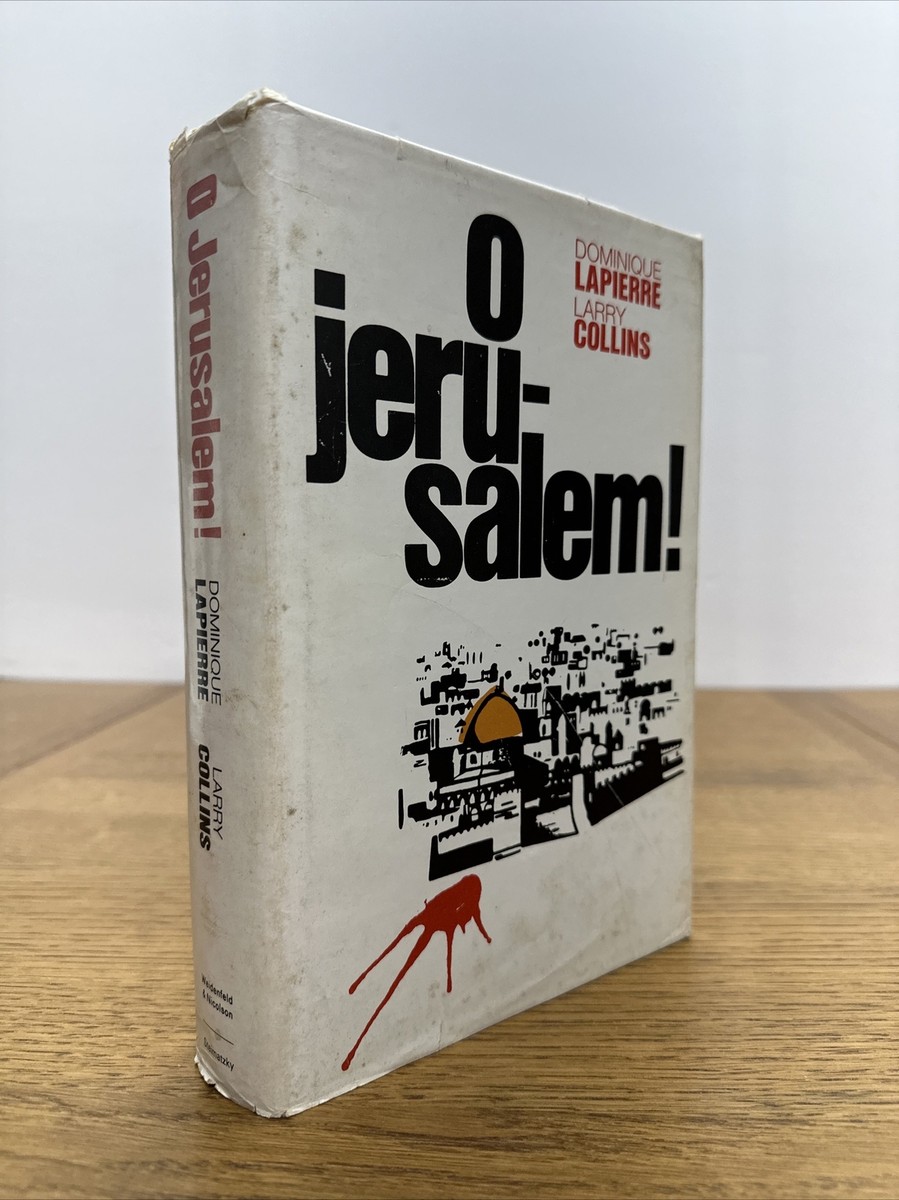 O Jerusalem!
DOMINIQUE
LAPIERRE
LARRY
COLLINS
Weidenfeld
& Nicolson
Steimatzky
o
jeru-
salem!
DOMINIQUE
LAPIERRE
LARRY
COLLINS